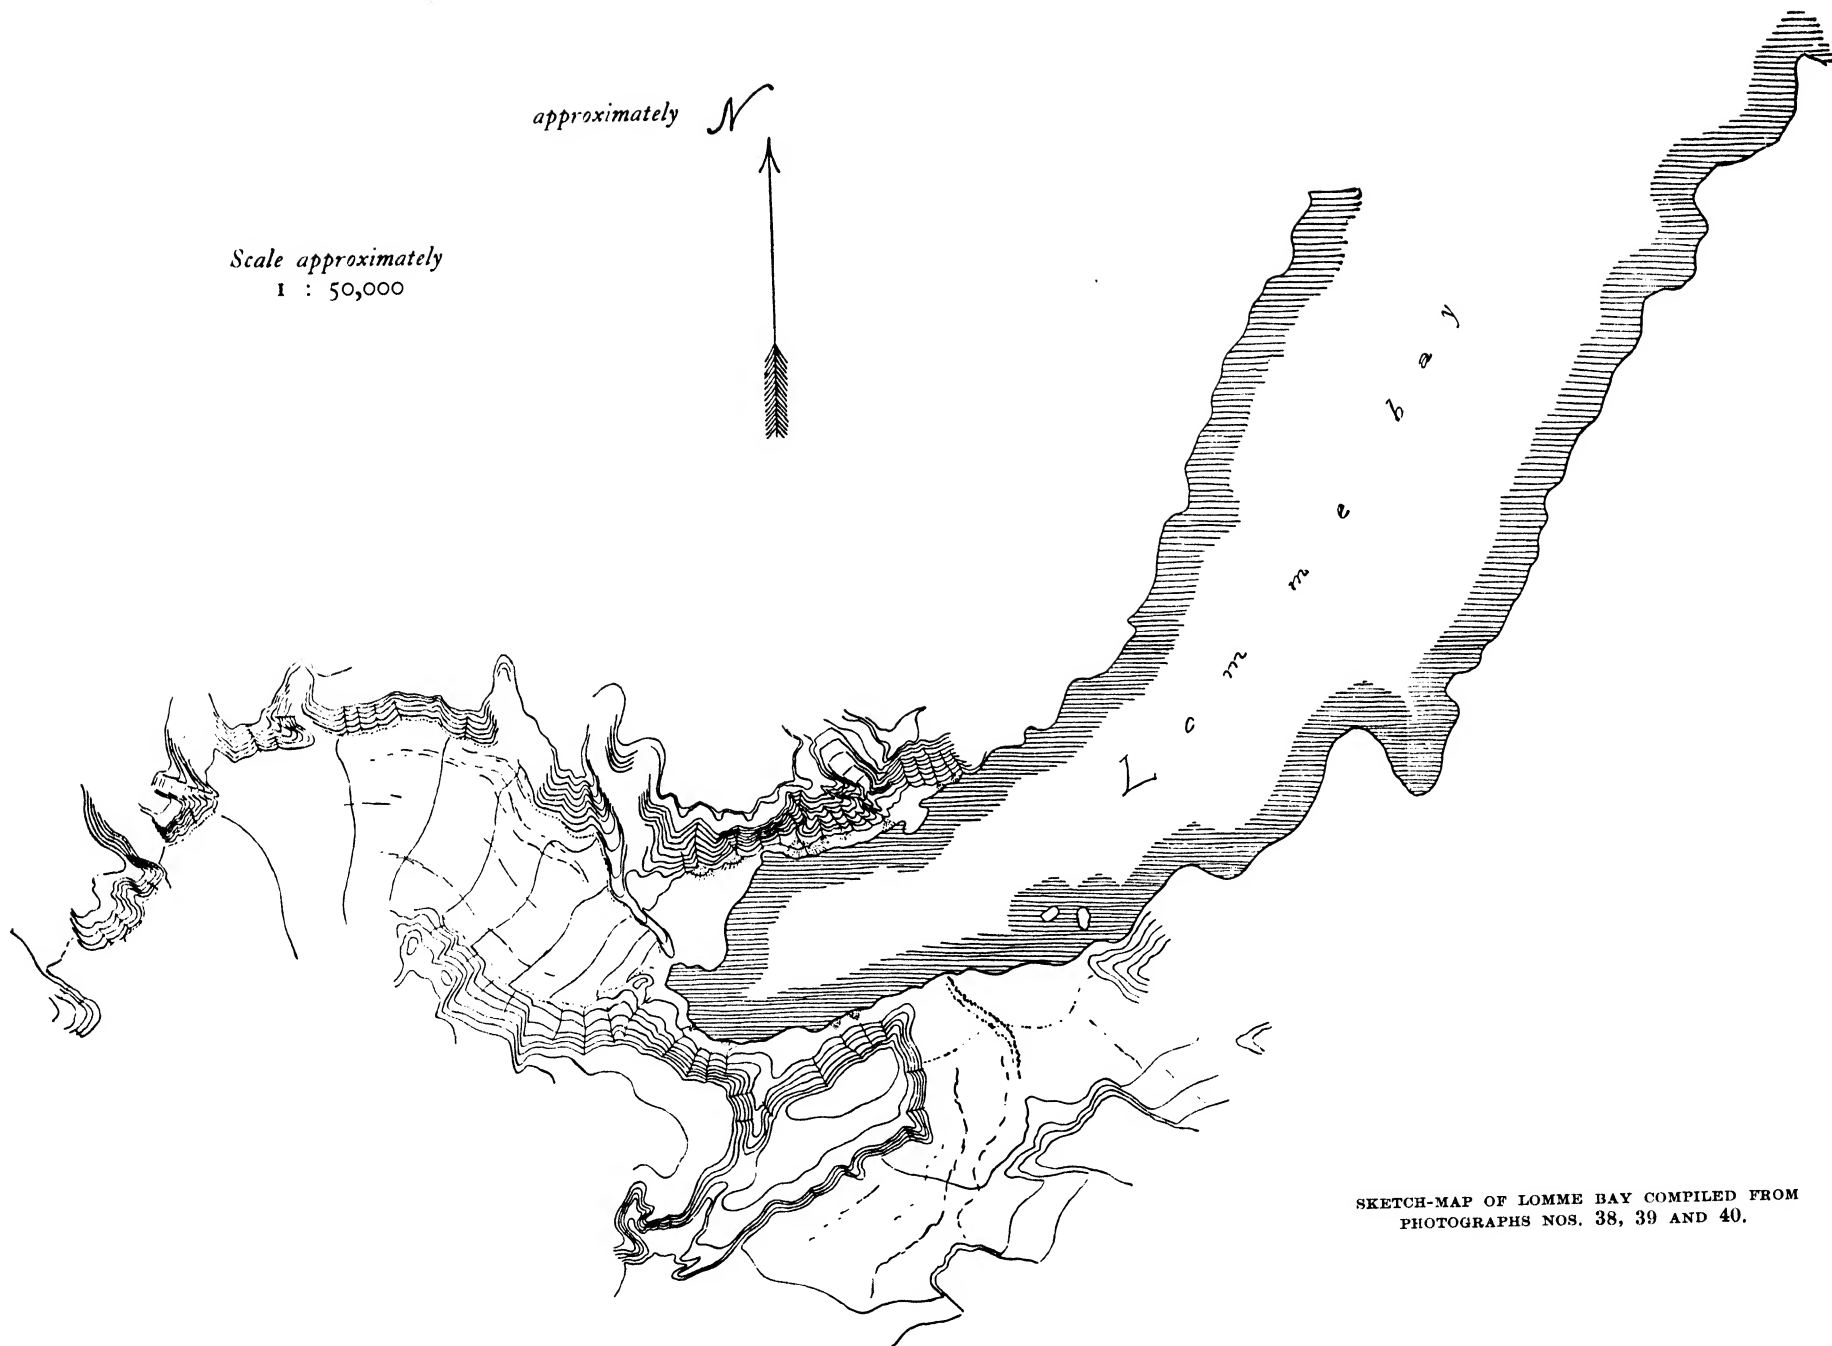 approximately N
Scale approximately
1 : 50,000
Lomme bay
SKETCH-MAP OF LOMME BAY COMPILED FROM
PHOTOGRAPHS NOS. 38, 39 AND 40.